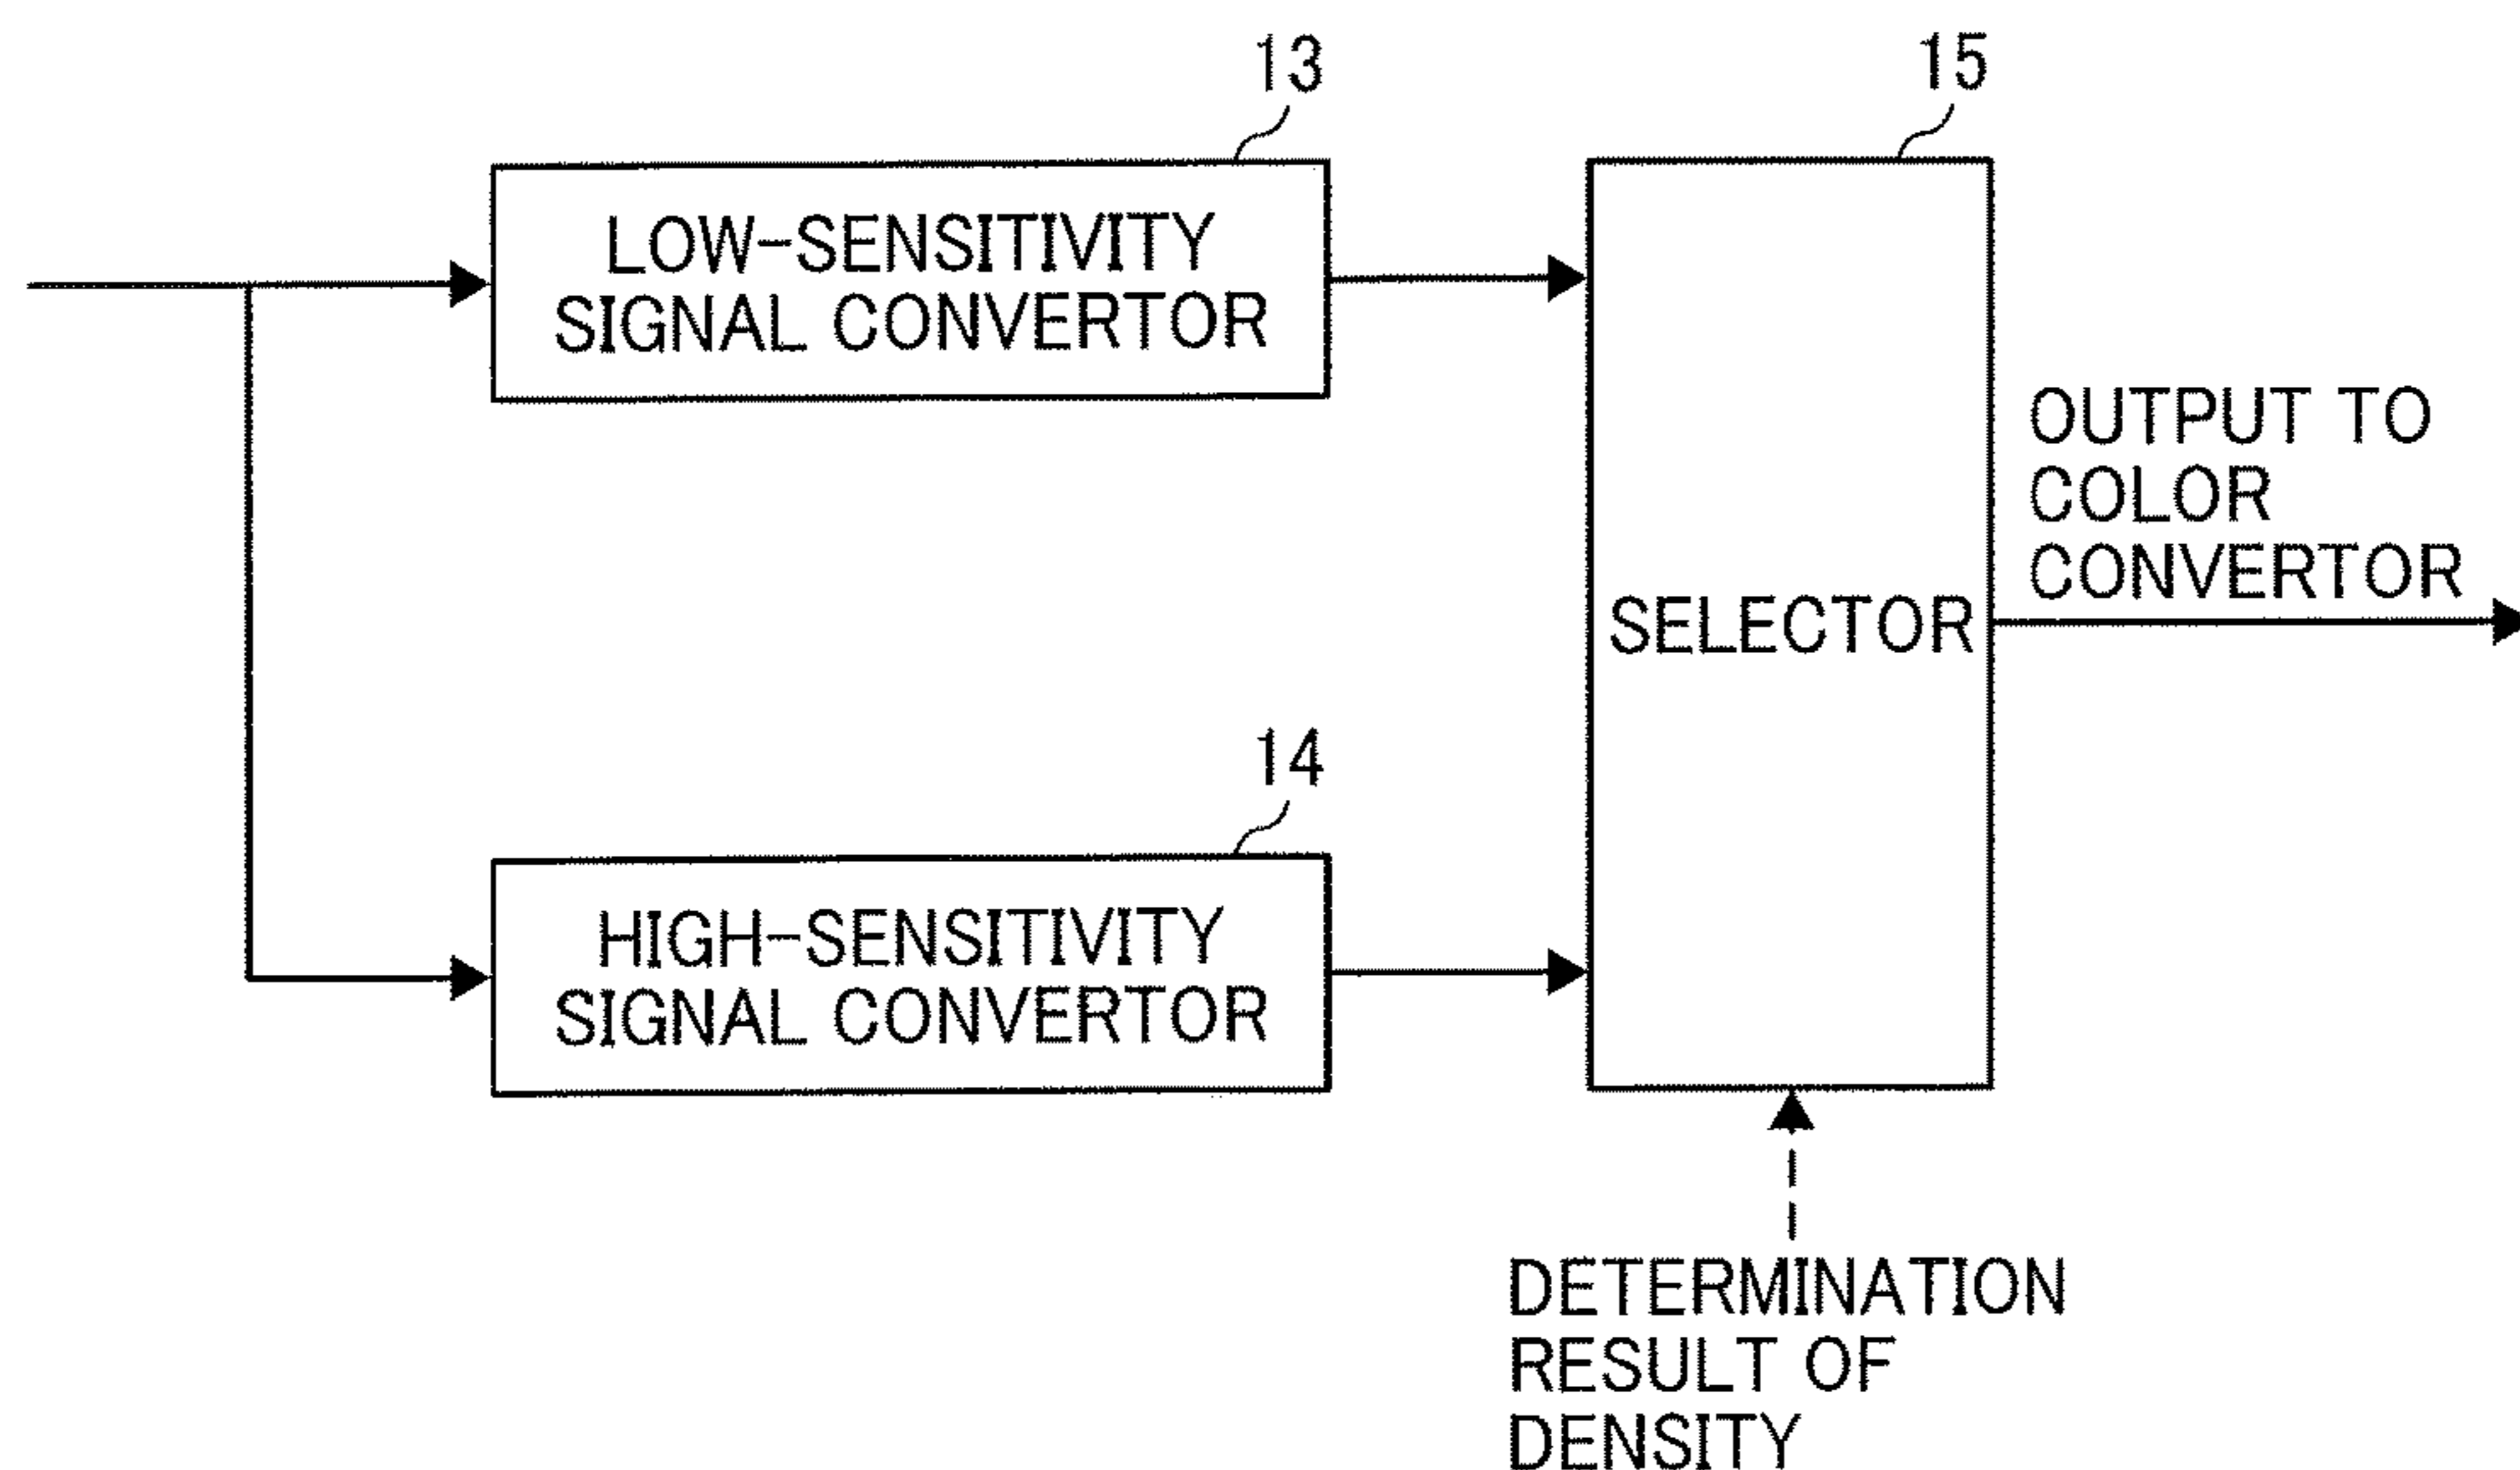 13
LOW-SENSITIVITY
SIGNAL CONVERTOR
15
SELECTOR
OUTPUT TO
COLOR
CONVERTOR
14
HIGH-SENSITIVITY
SIGNAL CONVERTOR
DETERMINATION
RESULT OF
DENSITY